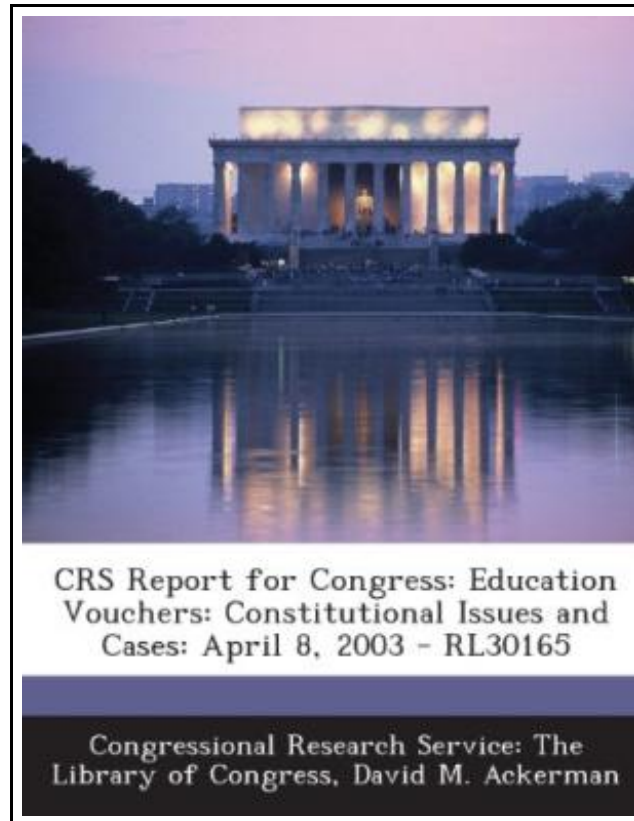 CRS Report for Congress: Education
Vouchers: Constitutional Issues and
Cases: April 8, 2003 - RL30165
Congressional Research Service: The
Library of Congress, David M. Ackerman